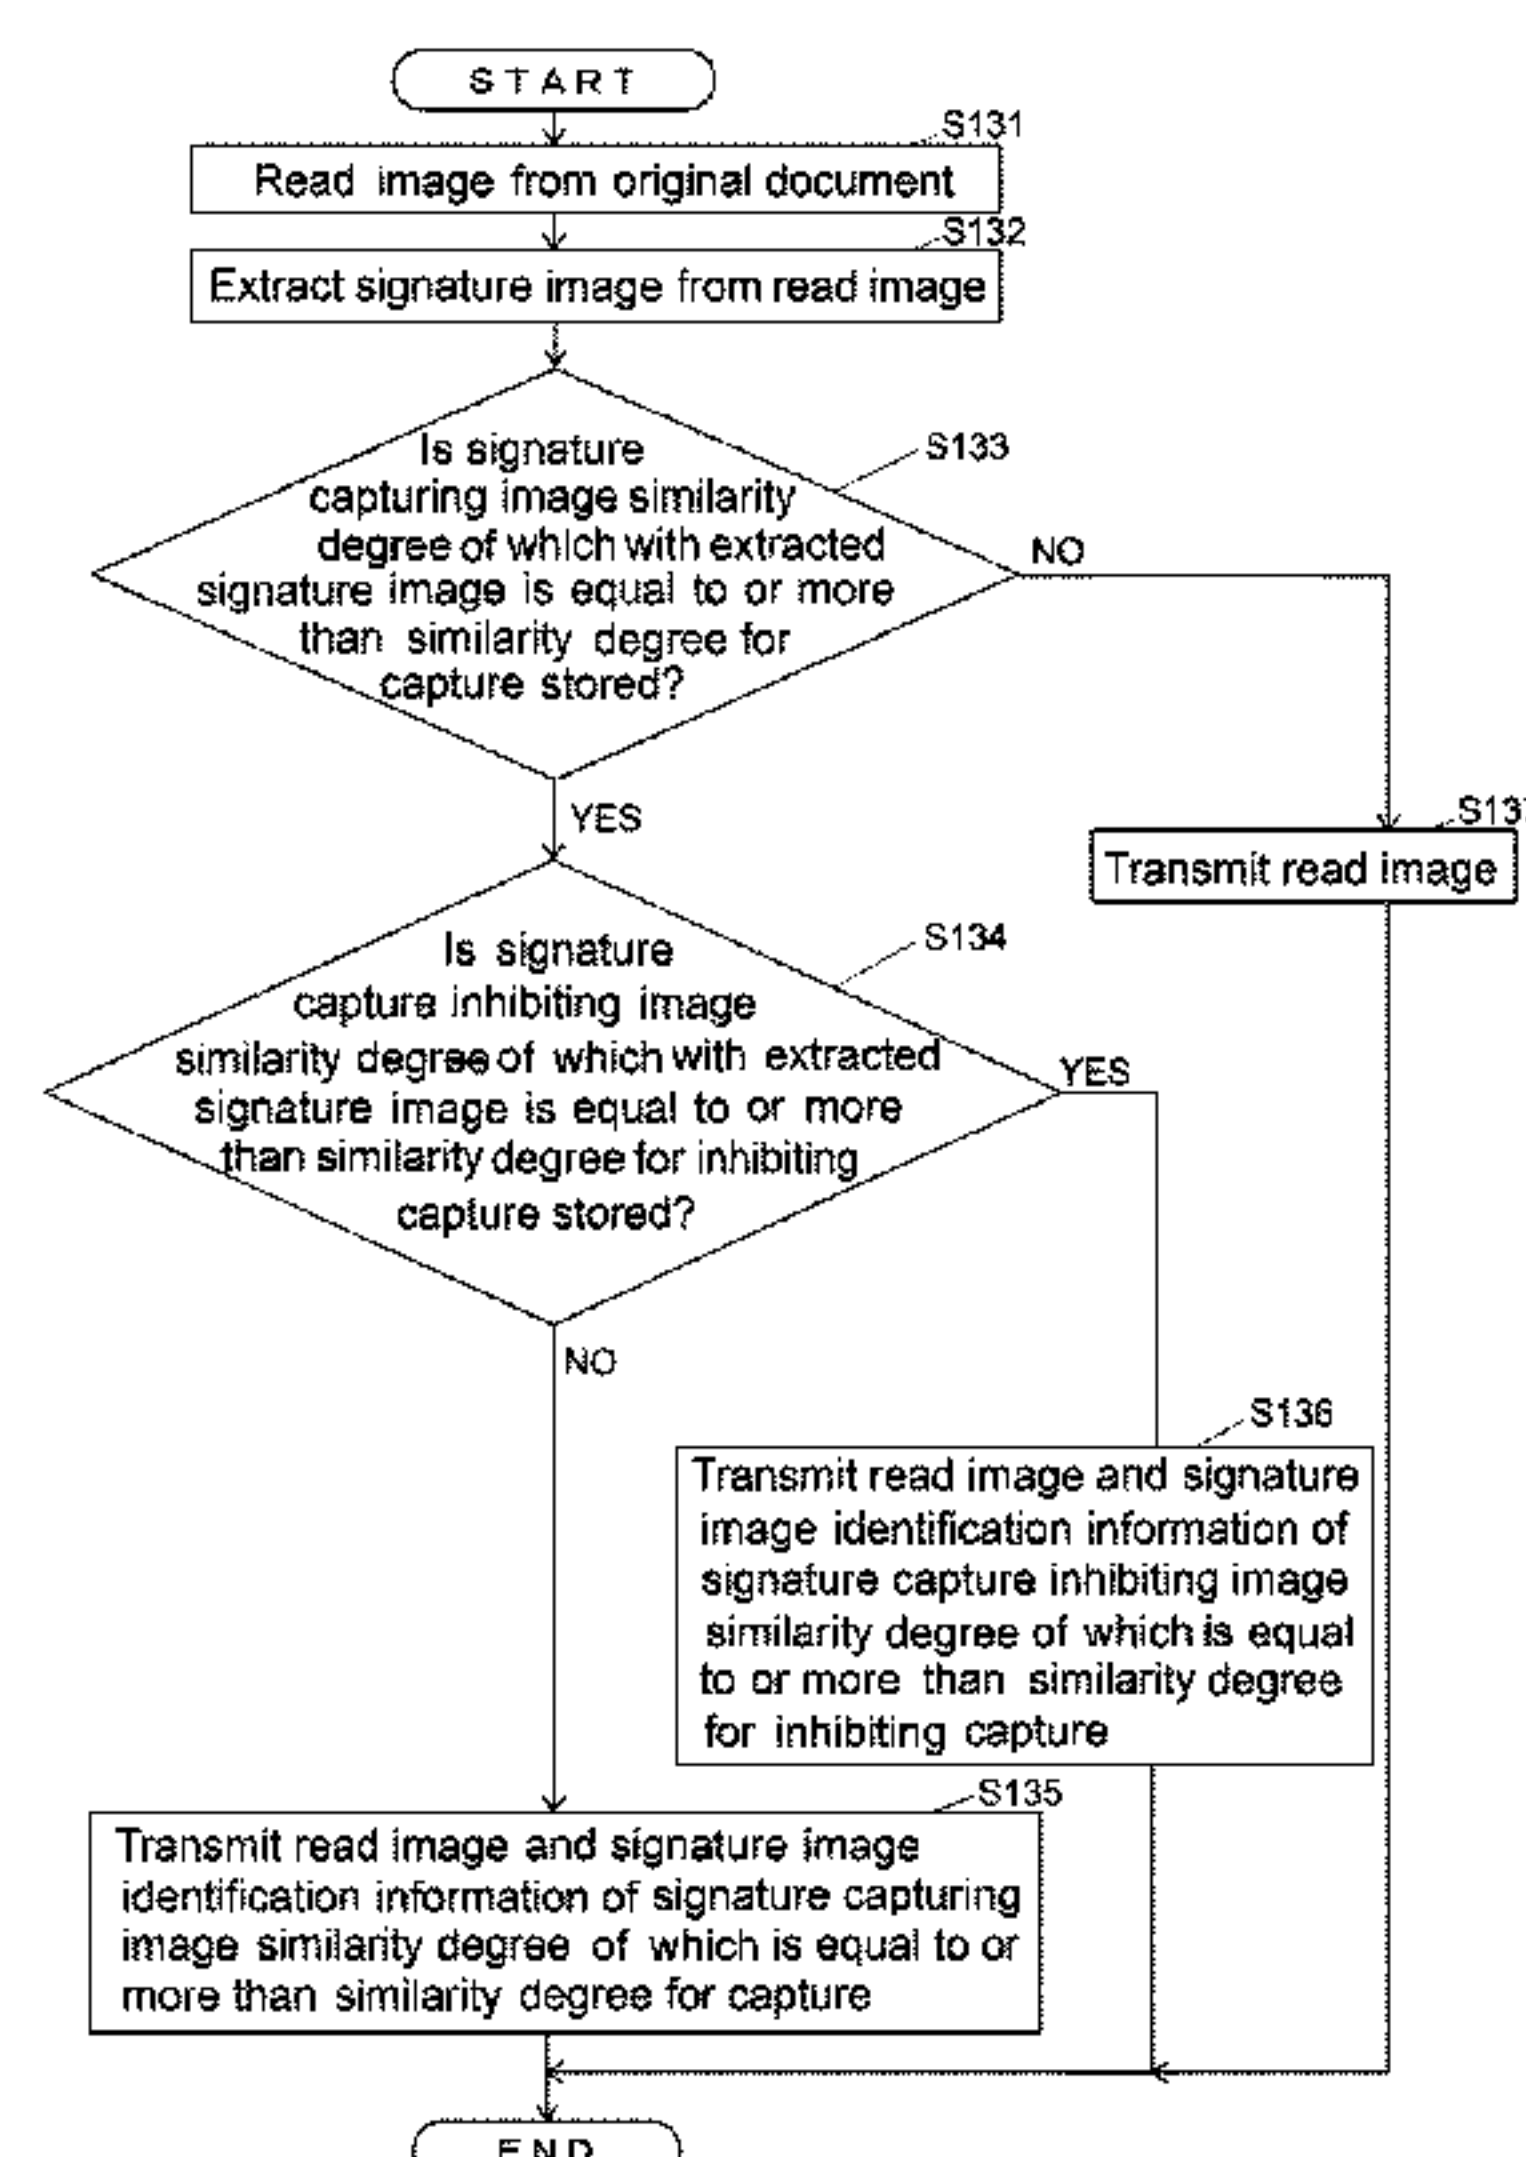 START
S131
Read image from original document
S132
Extract signature image from read image
S133
Is signature
capturing image similarity
degree of which with extracted
signature image is equal to or more
than similarity degree for
capture stored?
NO
YES
S137
Transmit read image
S134
Is signature
capture inhibiting image
similarity degree of which with extracted
signature image is equal to or more
than similarity degree for inhibiting
capture stored?
YES
NO
S136
Transmit read image and signature
image identification information of
signature capture inhibiting image
similarity degree of which is equal
to or more than similarity degree
for inhibiting capture
S135
Transmit read image and signature image
identification information of signature capturing
image similarity degree of which is equal to or
more than similarity degree for capture
END